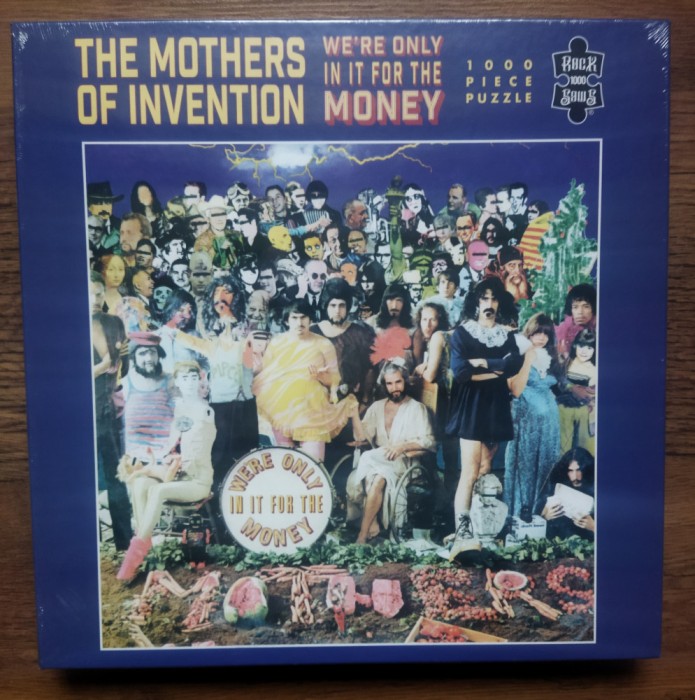 THE MOTHERS
OF INVENTION
WE'RE ONLY
IN IT FOR THE
MONEY
1000
PIECE
PUZZLE
ROCK
1000
SAWS
®
WERE ONLY
IN IT FOR THE
MONEY
MOTHERS